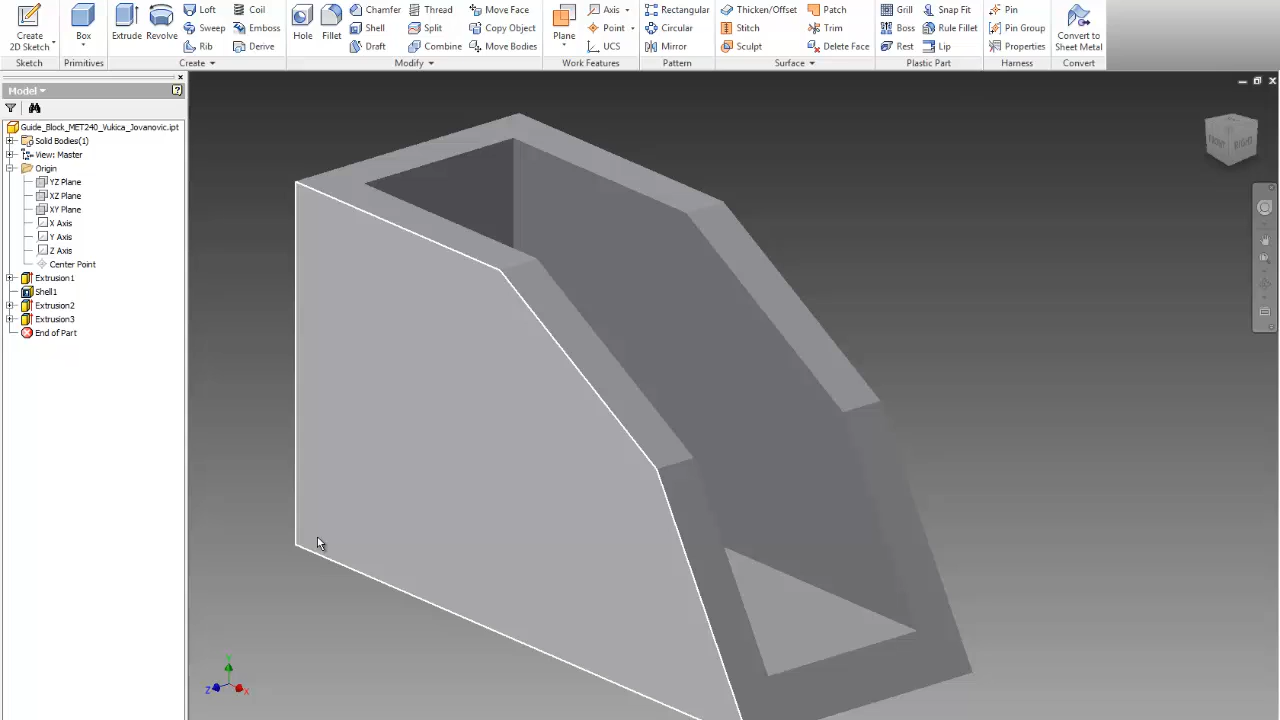 Loft Coil Chamfer Thread Move Face Axis Rectangular Thicken/Offset Patch Grill Snap Fit Pin
Create 2D Sketch Box Extrude Revolve Sweep Emboss Hole Fillet Shell Split Copy Object Plane Point Circular Stitch Trim Boss Rule Fillet Pin Group Convert to Sheet Metal
Rib Derive Draft Combine Move Bodies UCS Mirror Sculpt Delete Face Rest Lip Properties
Sketch Primitives Create Modify Work Features Pattern Surface Plastic Part Harness Convert
Model
Guide_Block_MET240_Vukica_Jovanovic.ipt
Solid Bodies(1)
View: Master
Origin
YZ Plane
XZ Plane
XY Plane
X Axis
Y Axis
Z Axis
Center Point
Extrusion1
Shell1
Extrusion2
Extrusion3
End of Part
FRONT RIGHT
Y
Z X